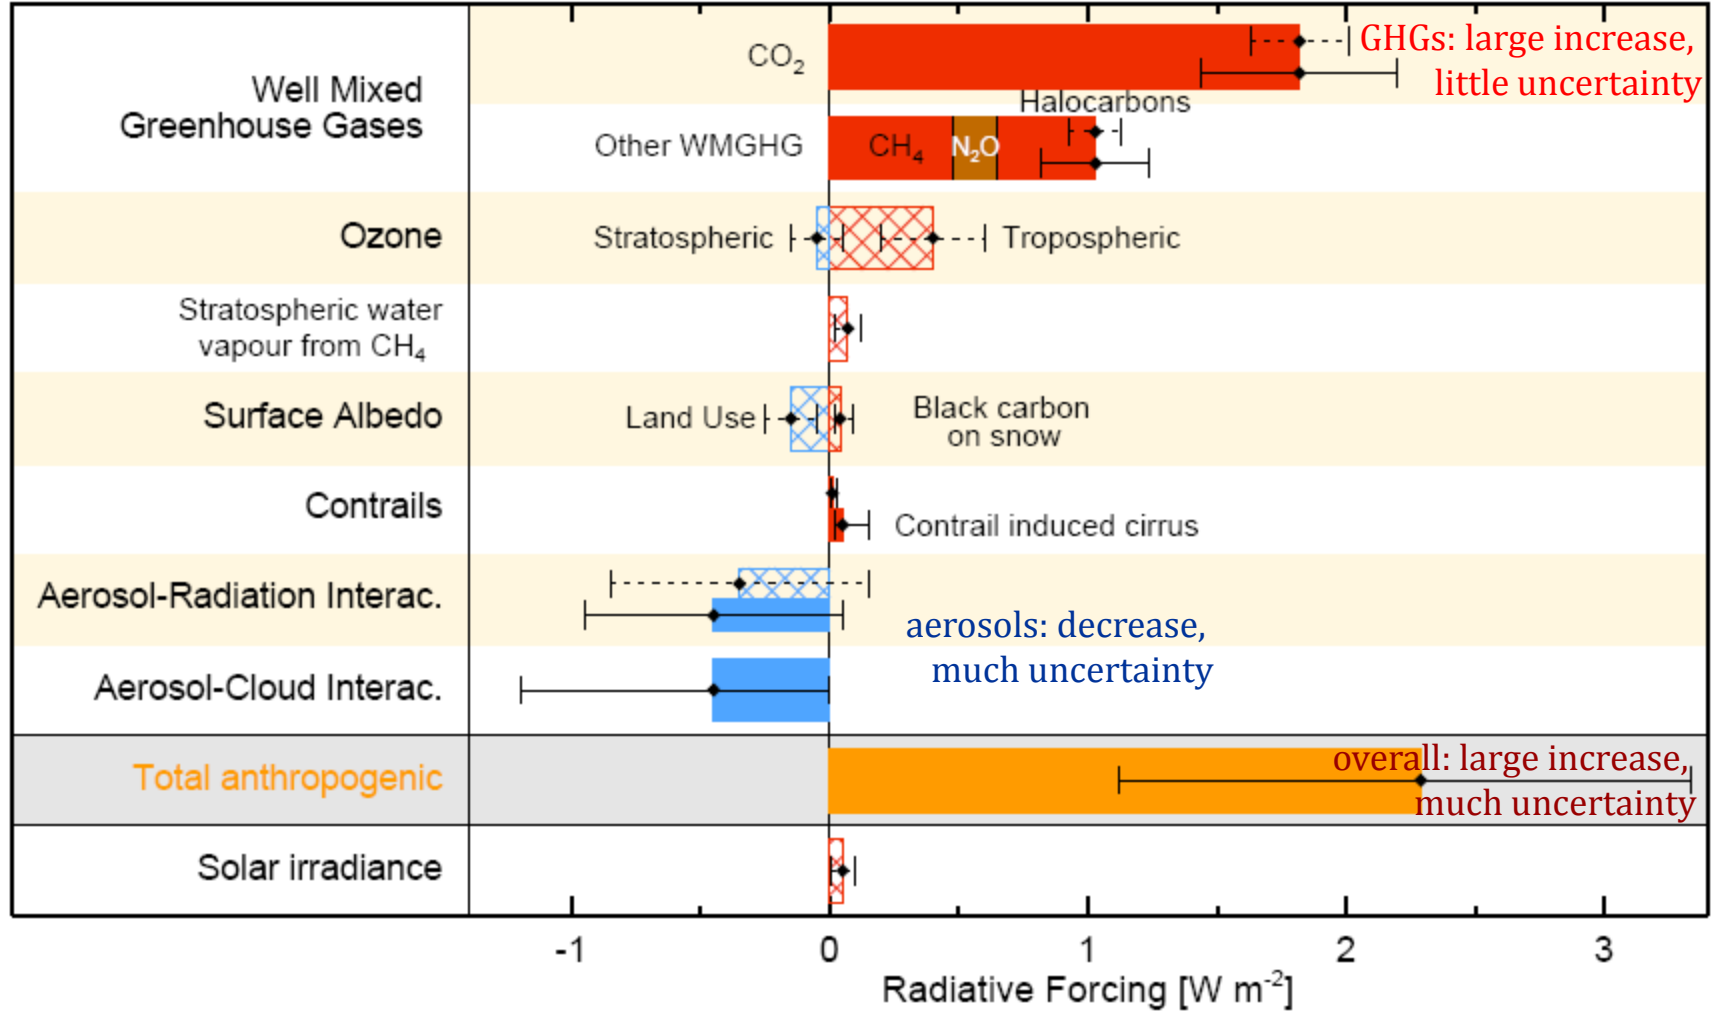 CO₂
GHGs: large increase,
little uncertainty
Well Mixed
Greenhouse Gases
Halocarbons
Other WMGHG
CH₄
N₂O
Ozone
Stratospheric
Tropospheric
Stratospheric water
vapour from CH₄
Surface Albedo
Land Use
Black carbon
on snow
Contrails
Contrail induced cirrus
Aerosol-Radiation Interac.
aerosols: decrease,
much uncertainty
Aerosol-Cloud Interac.
Total anthropogenic
overall: large increase,
much uncertainty
Solar irradiance
-1 0 1 2 3
Radiative Forcing [W m⁻²]